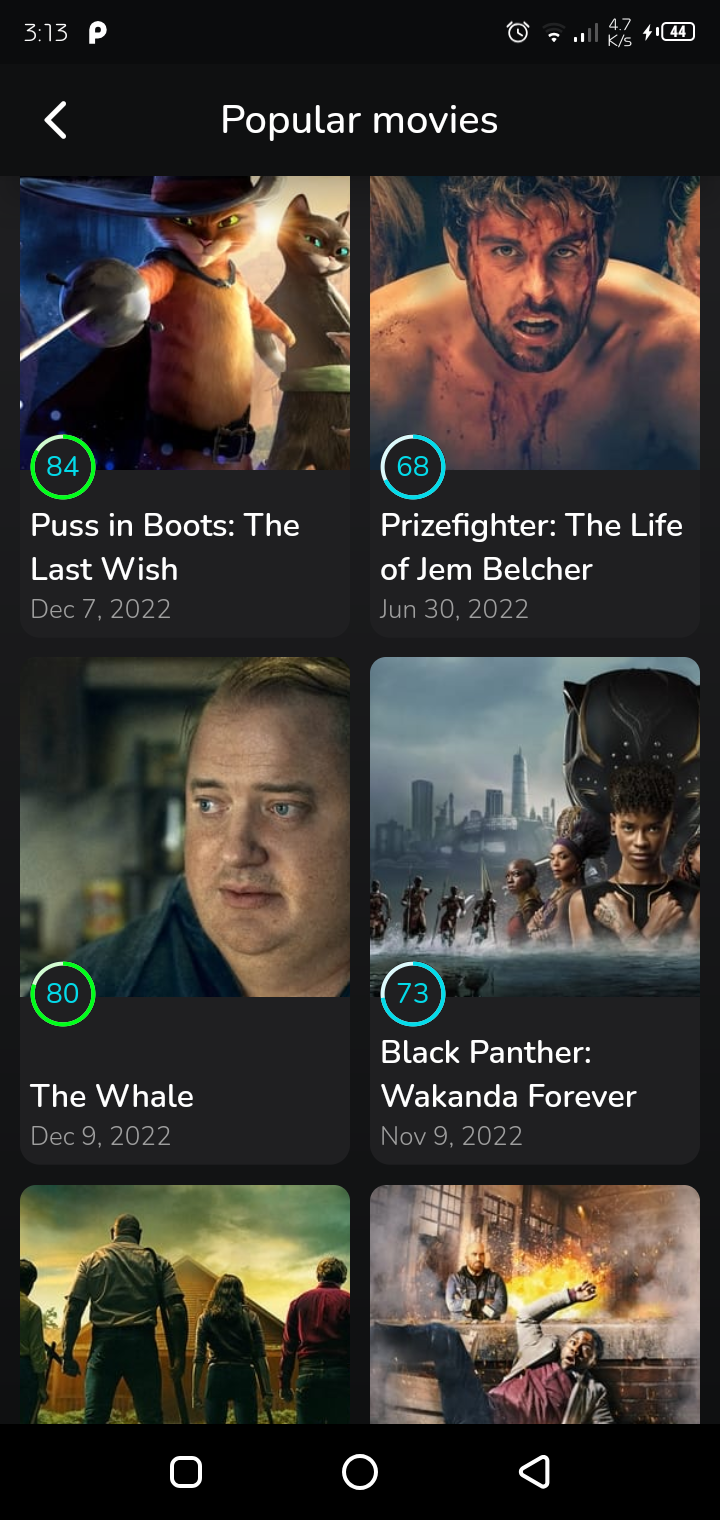 3:13
4.7
K/s
44
Popular movies
84
68
Puss in Boots: The
Last Wish
Dec 7, 2022
Prizefighter: The Life
of Jem Belcher
Jun 30, 2022
80
73
The Whale
Dec 9, 2022
Black Panther:
Wakanda Forever
Nov 9, 2022